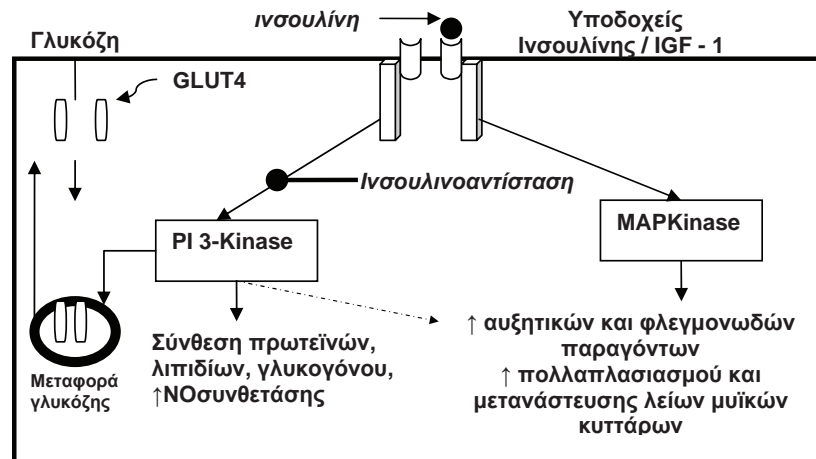 ινσουλίνη
Υποδοχείς
Ινσουλίνης / IGF - 1
Γλυκόζη
GLUT4
Ινσουλινοαντίσταση
PI 3-Kinase
MAPKinase
Σύνθεση πρωτεϊνών,
λιπιδίων, γλυκογόνου,
↑NOσυνθετάσης
↑ αυξητικών και φλεγμονωδών
παραγόντων
↑ πολλαπλασιασμού και
μετανάστευσης λείων μυϊκών
κυττάρων
Μεταφορά
γλυκόζης